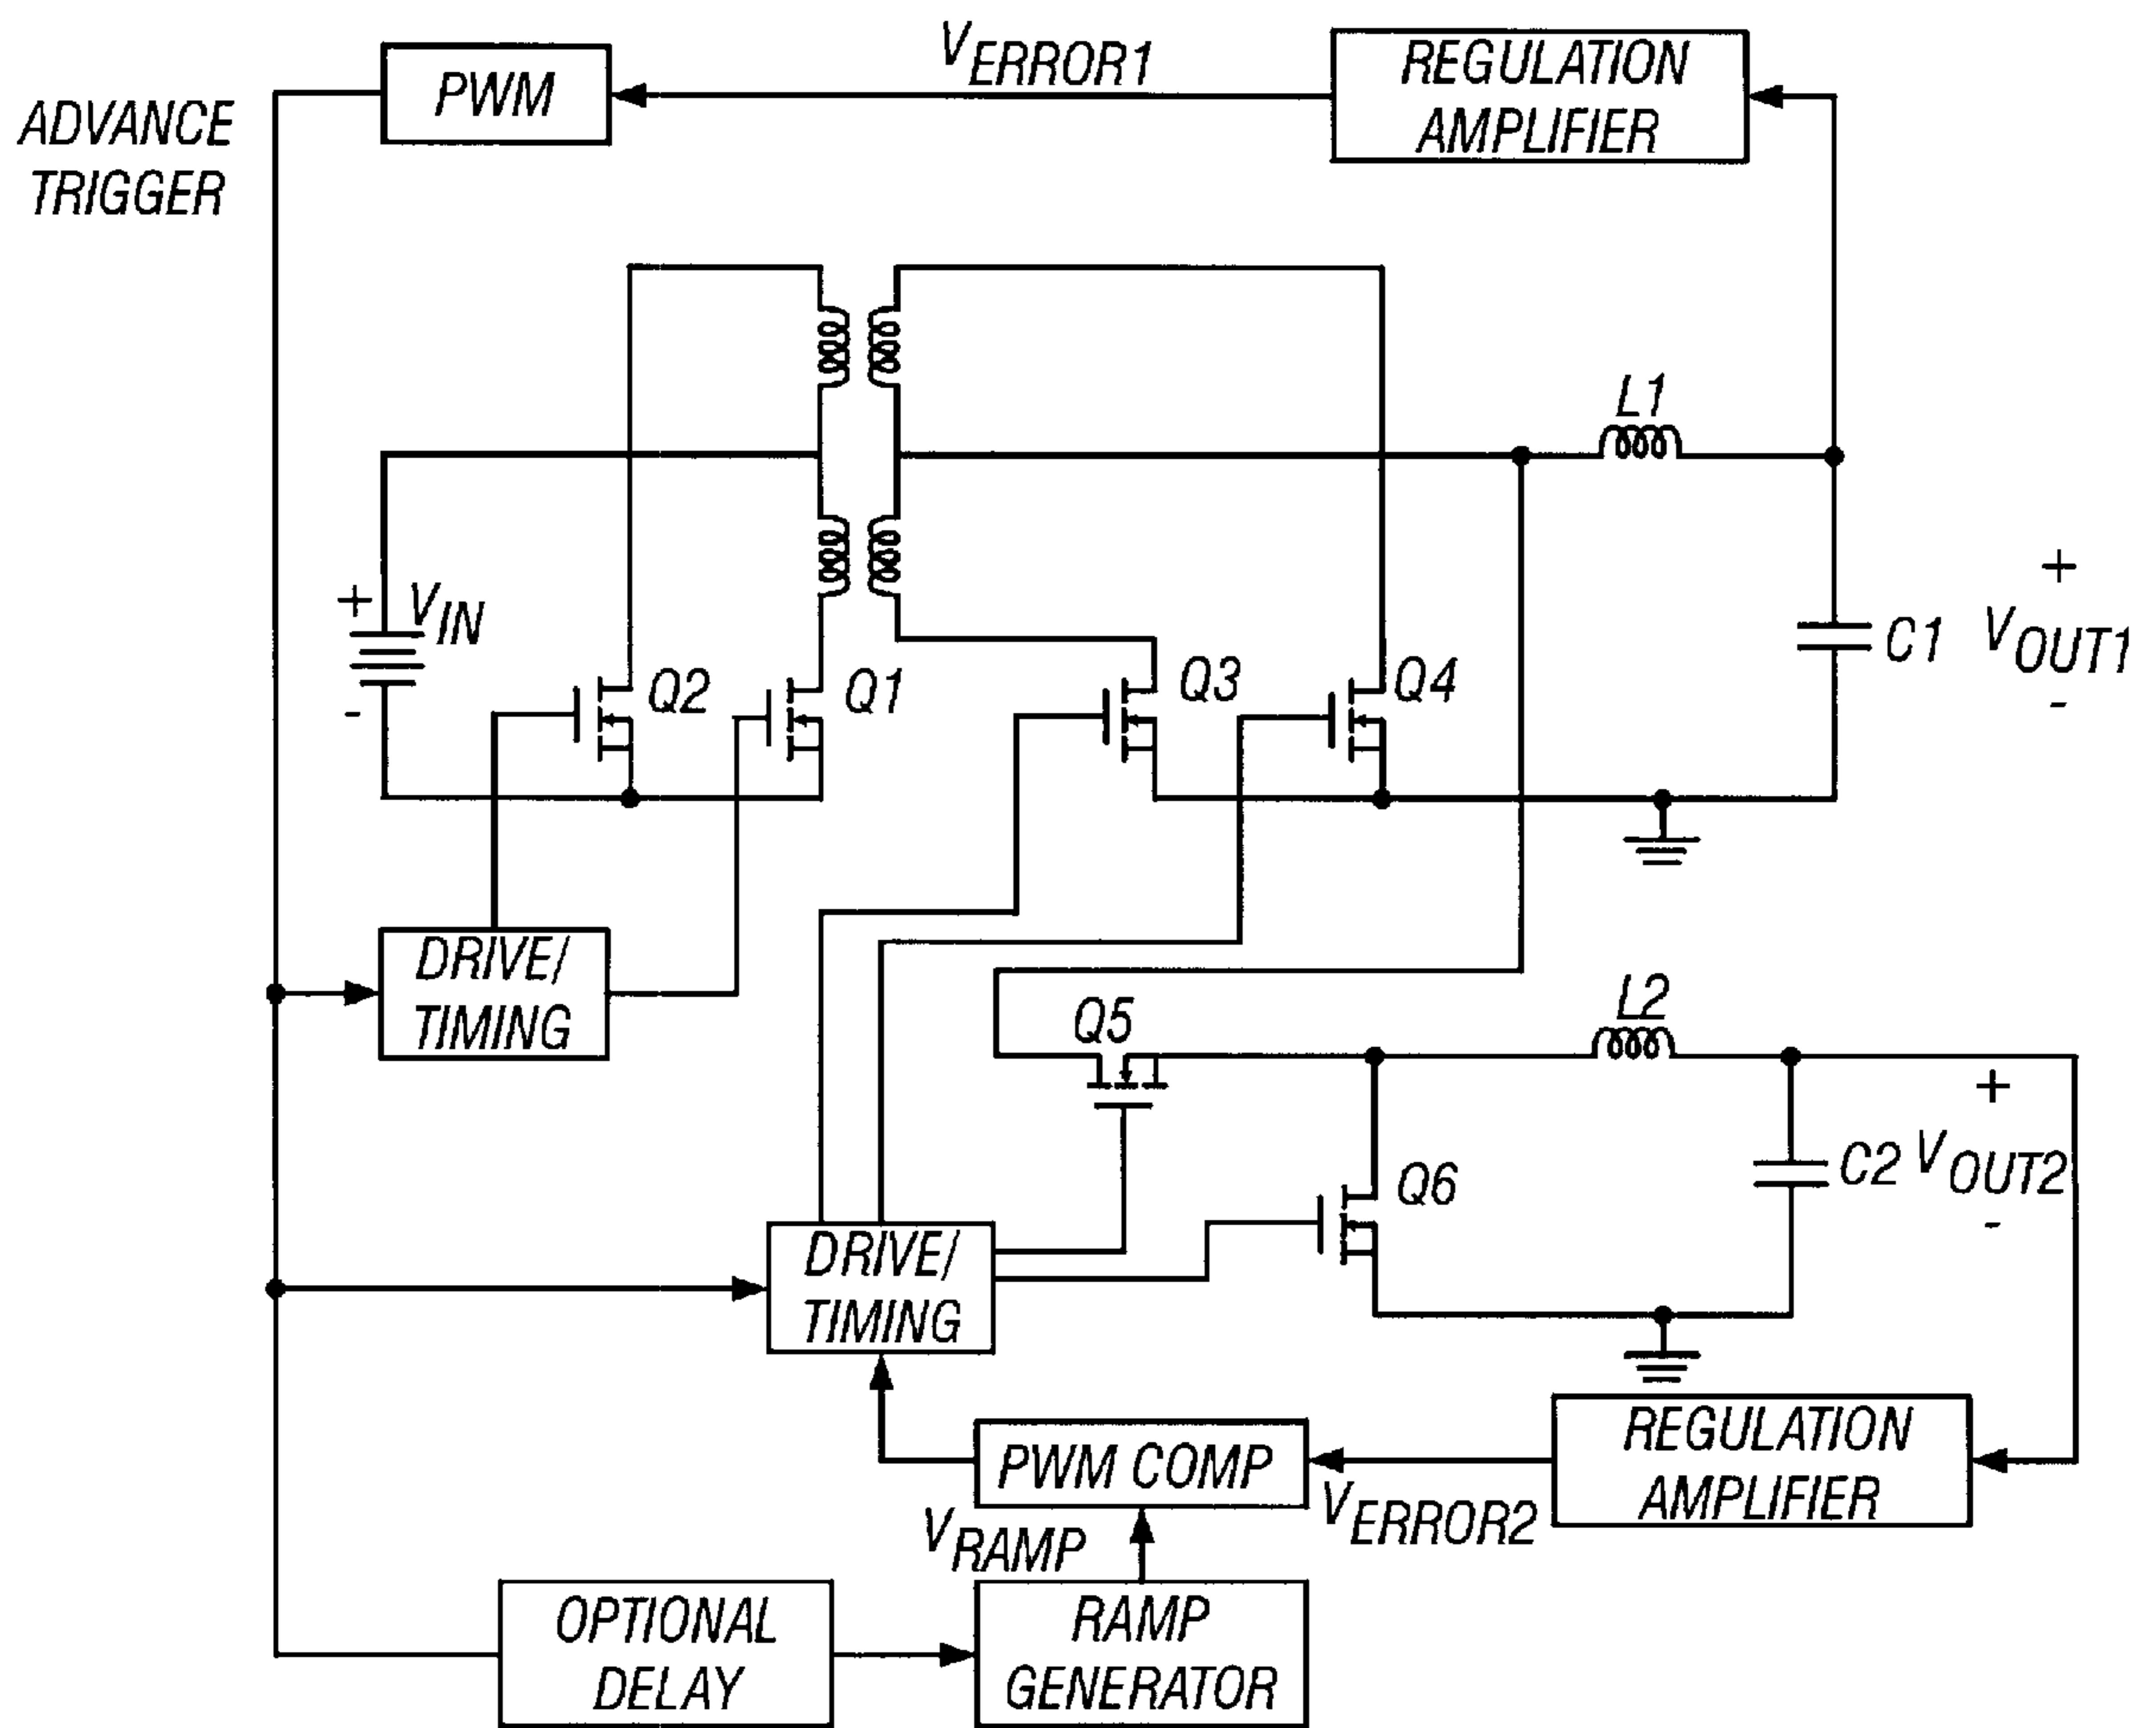 ADVANCE
TRIGGER
PWM
VERROR1
REGULATION
AMPLIFIER
L1
+ VIN
-
Q2
Q1
Q3
Q4
C1
+
VOUT1
-
DRIVE/
TIMING
Q5
L2
Q6
C2
+
VOUT2
-
DRIVE/
TIMING
PWM COMP
VERROR2
REGULATION
AMPLIFIER
VRAMP
OPTIONAL
DELAY
RAMP
GENERATOR